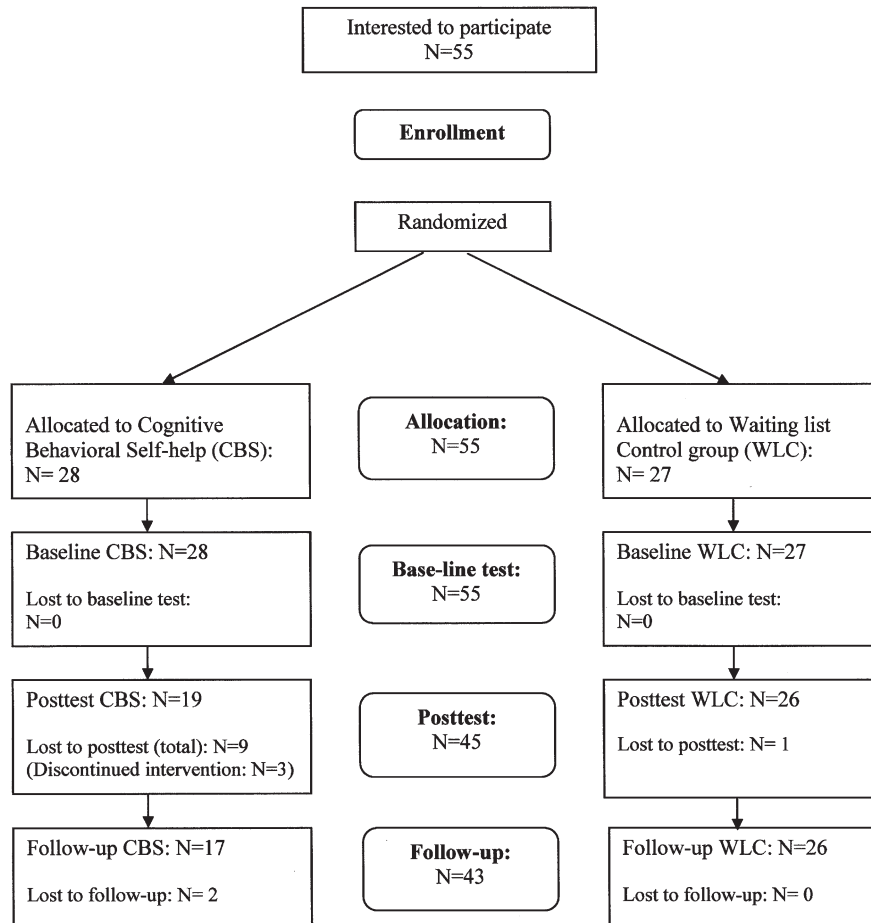 Interested to participate
N=55
Enrollment
Randomized
Allocated to Cognitive
Behavioral Self-help (CBS):
N= 28
Allocation:
N=55
Allocated to Waiting list
Control group (WLC):
N= 27
Baseline CBS: N=28
Lost to baseline test:
N=0
Base-line test:
N=55
Baseline WLC: N=27
Lost to baseline test:
N=0
Posttest CBS: N=19
Lost to posttest (total): N=9
(Discontinued intervention: N=3)
Posttest:
N=45
Posttest WLC: N=26
Lost to posttest: N= 1
Follow-up CBS: N=17
Lost to follow-up: N= 2
Follow-up:
N=43
Follow-up WLC: N=26
Lost to follow-up: N= 0